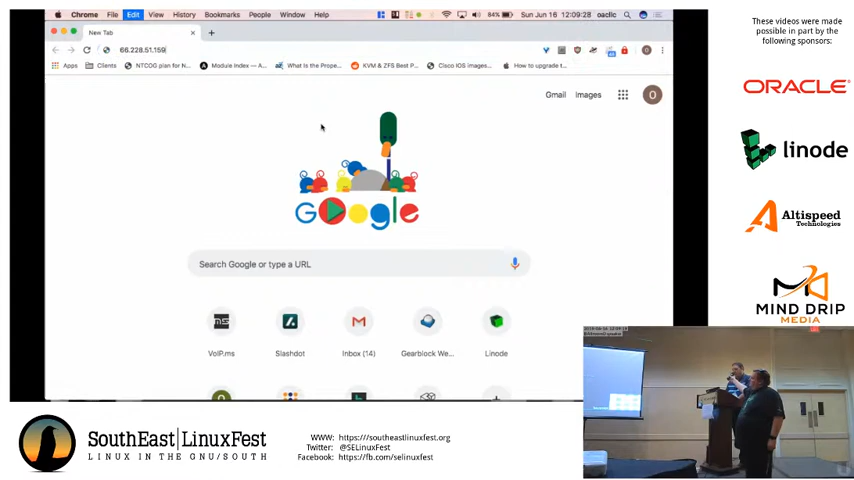 Chrome File Edit View History Bookmarks People Window Help
84% Sun Jun 16 12:09:28 oaclic
New Tab
66.228.51.159
Apps Clients NTCOG plan for N... Module Index — A... What Is the Prope... KVM & ZFS Best P... Cisco IOS images... How to upgrade t...
Gmail Images O
Google
Search Google or type a URL
VoIP.ms Slashdot Inbox (14) Gearblock We... Linode
These videos were made
possible in part by the
following sponsors:
ORACLE
linode
Altispeed
Technologies
MIND DRIP
MEDIA
SouthEast|LinuxFest
LINUX IN THE GNU/SOUTH
WWW: https://southeastlinuxfest.org
Twitter: @SELinuxFest
Facebook: https://fb.com/selinuxfest